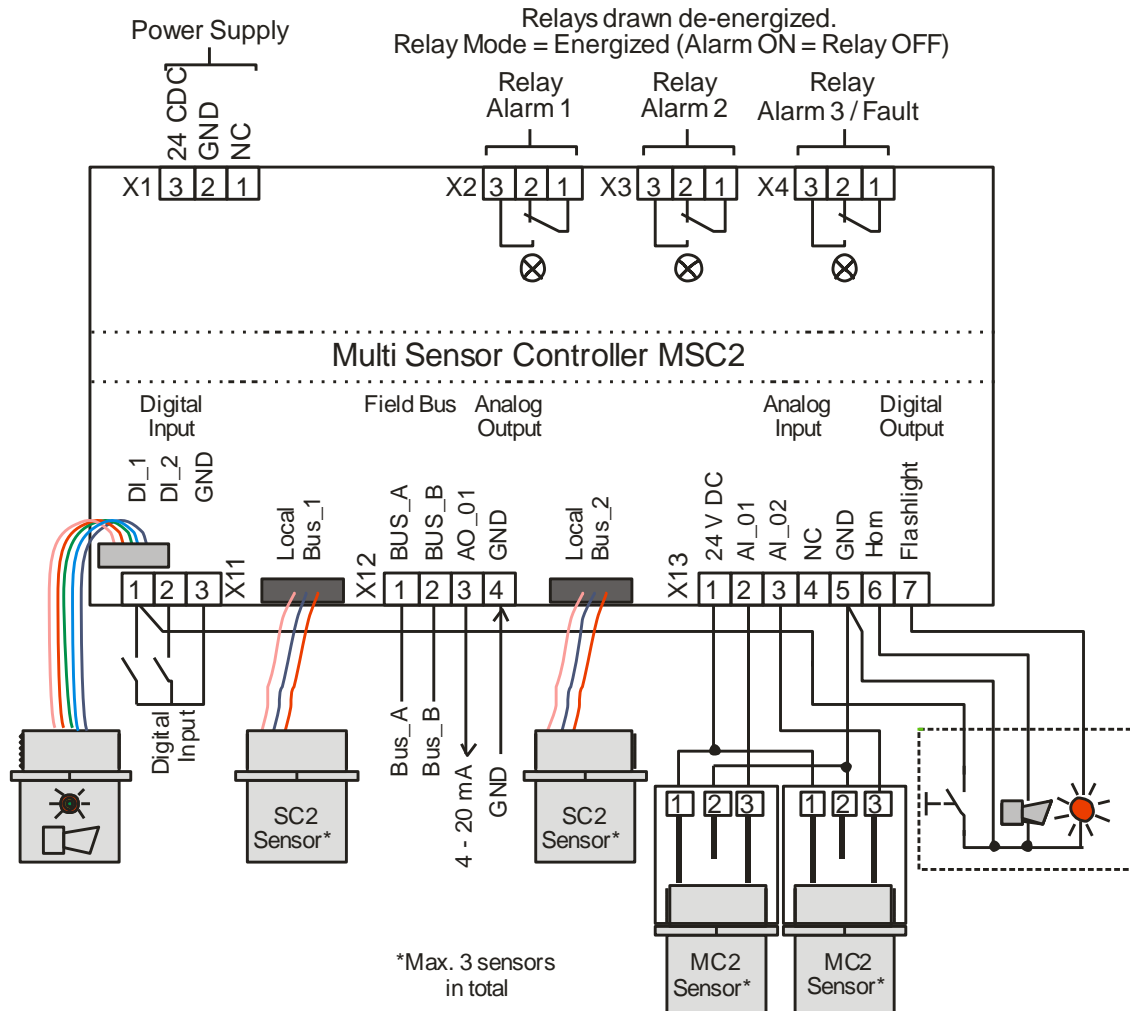 Relays drawn de-energized.
Relay Mode = Energized (Alarm ON = Relay OFF)
Power Supply
24 CDC
GND
NC
Relay
Alarm 1
Relay
Alarm 2
Relay
Alarm 3 / Fault
X1 3 2 1
X2 3 2 1
X3 3 2 1
X4 3 2 1
Multi Sensor Controller MSC2
Digital
Input
Field Bus
Analog
Output
Analog
Input
Digital
Output
DI_1
DI_2
GND
Local
Bus_1
BUS_A
BUS_B
AO_01
GND
Local
Bus_2
24 V DC
AI_01
AI_02
NC
GND
Horn
Flashlight
1 2 3 X11
X12 1 2 3 4
X13 1 2 3 4 5 6 7
Digital
Input
Bus_A
Bus_B
4 - 20 mA
GND
SC2
Sensor*
SC2
Sensor*
1 2 3
1 2 3
MC2
Sensor*
MC2
Sensor*
*Max. 3 sensors
in total